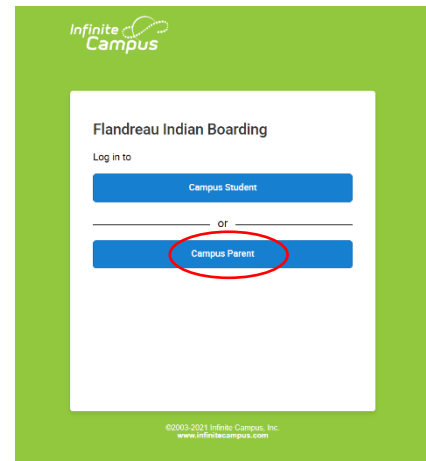 Infinite
Campus
Flandreau Indian Boarding
Log in to
Campus Student
or
Campus Parent
©2003-2021 Infinite Campus, Inc.
www.infinitecampus.com